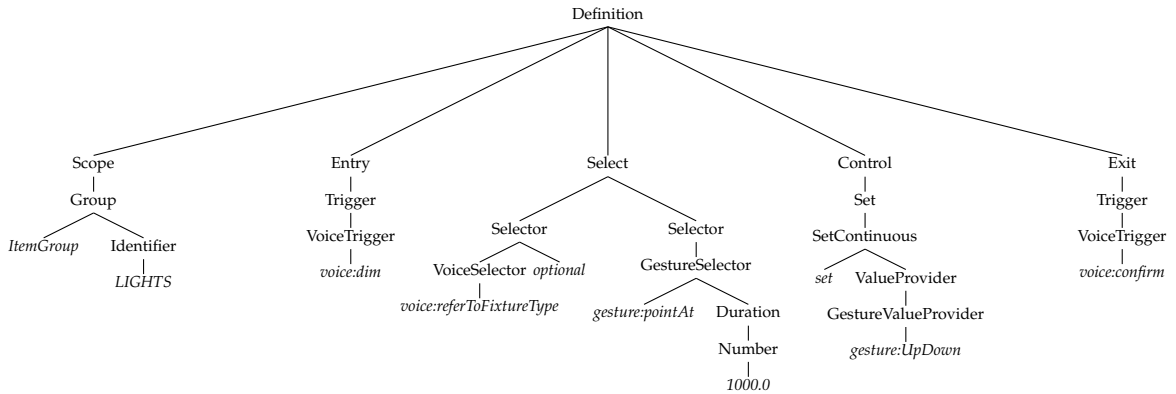 Definition
Scope Entry Select Control Exit
Group Trigger Set Trigger
Selector Selector
ItemGroup Identifier VoiceTrigger SetContinuous VoiceTrigger
LIGHTS voice:dim VoiceSelector optional GestureSelector set ValueProvider voice:confirm
voice:referToFixtureType gesture:pointAt Duration GestureValueProvider
Number gesture:UpDown
1000.0